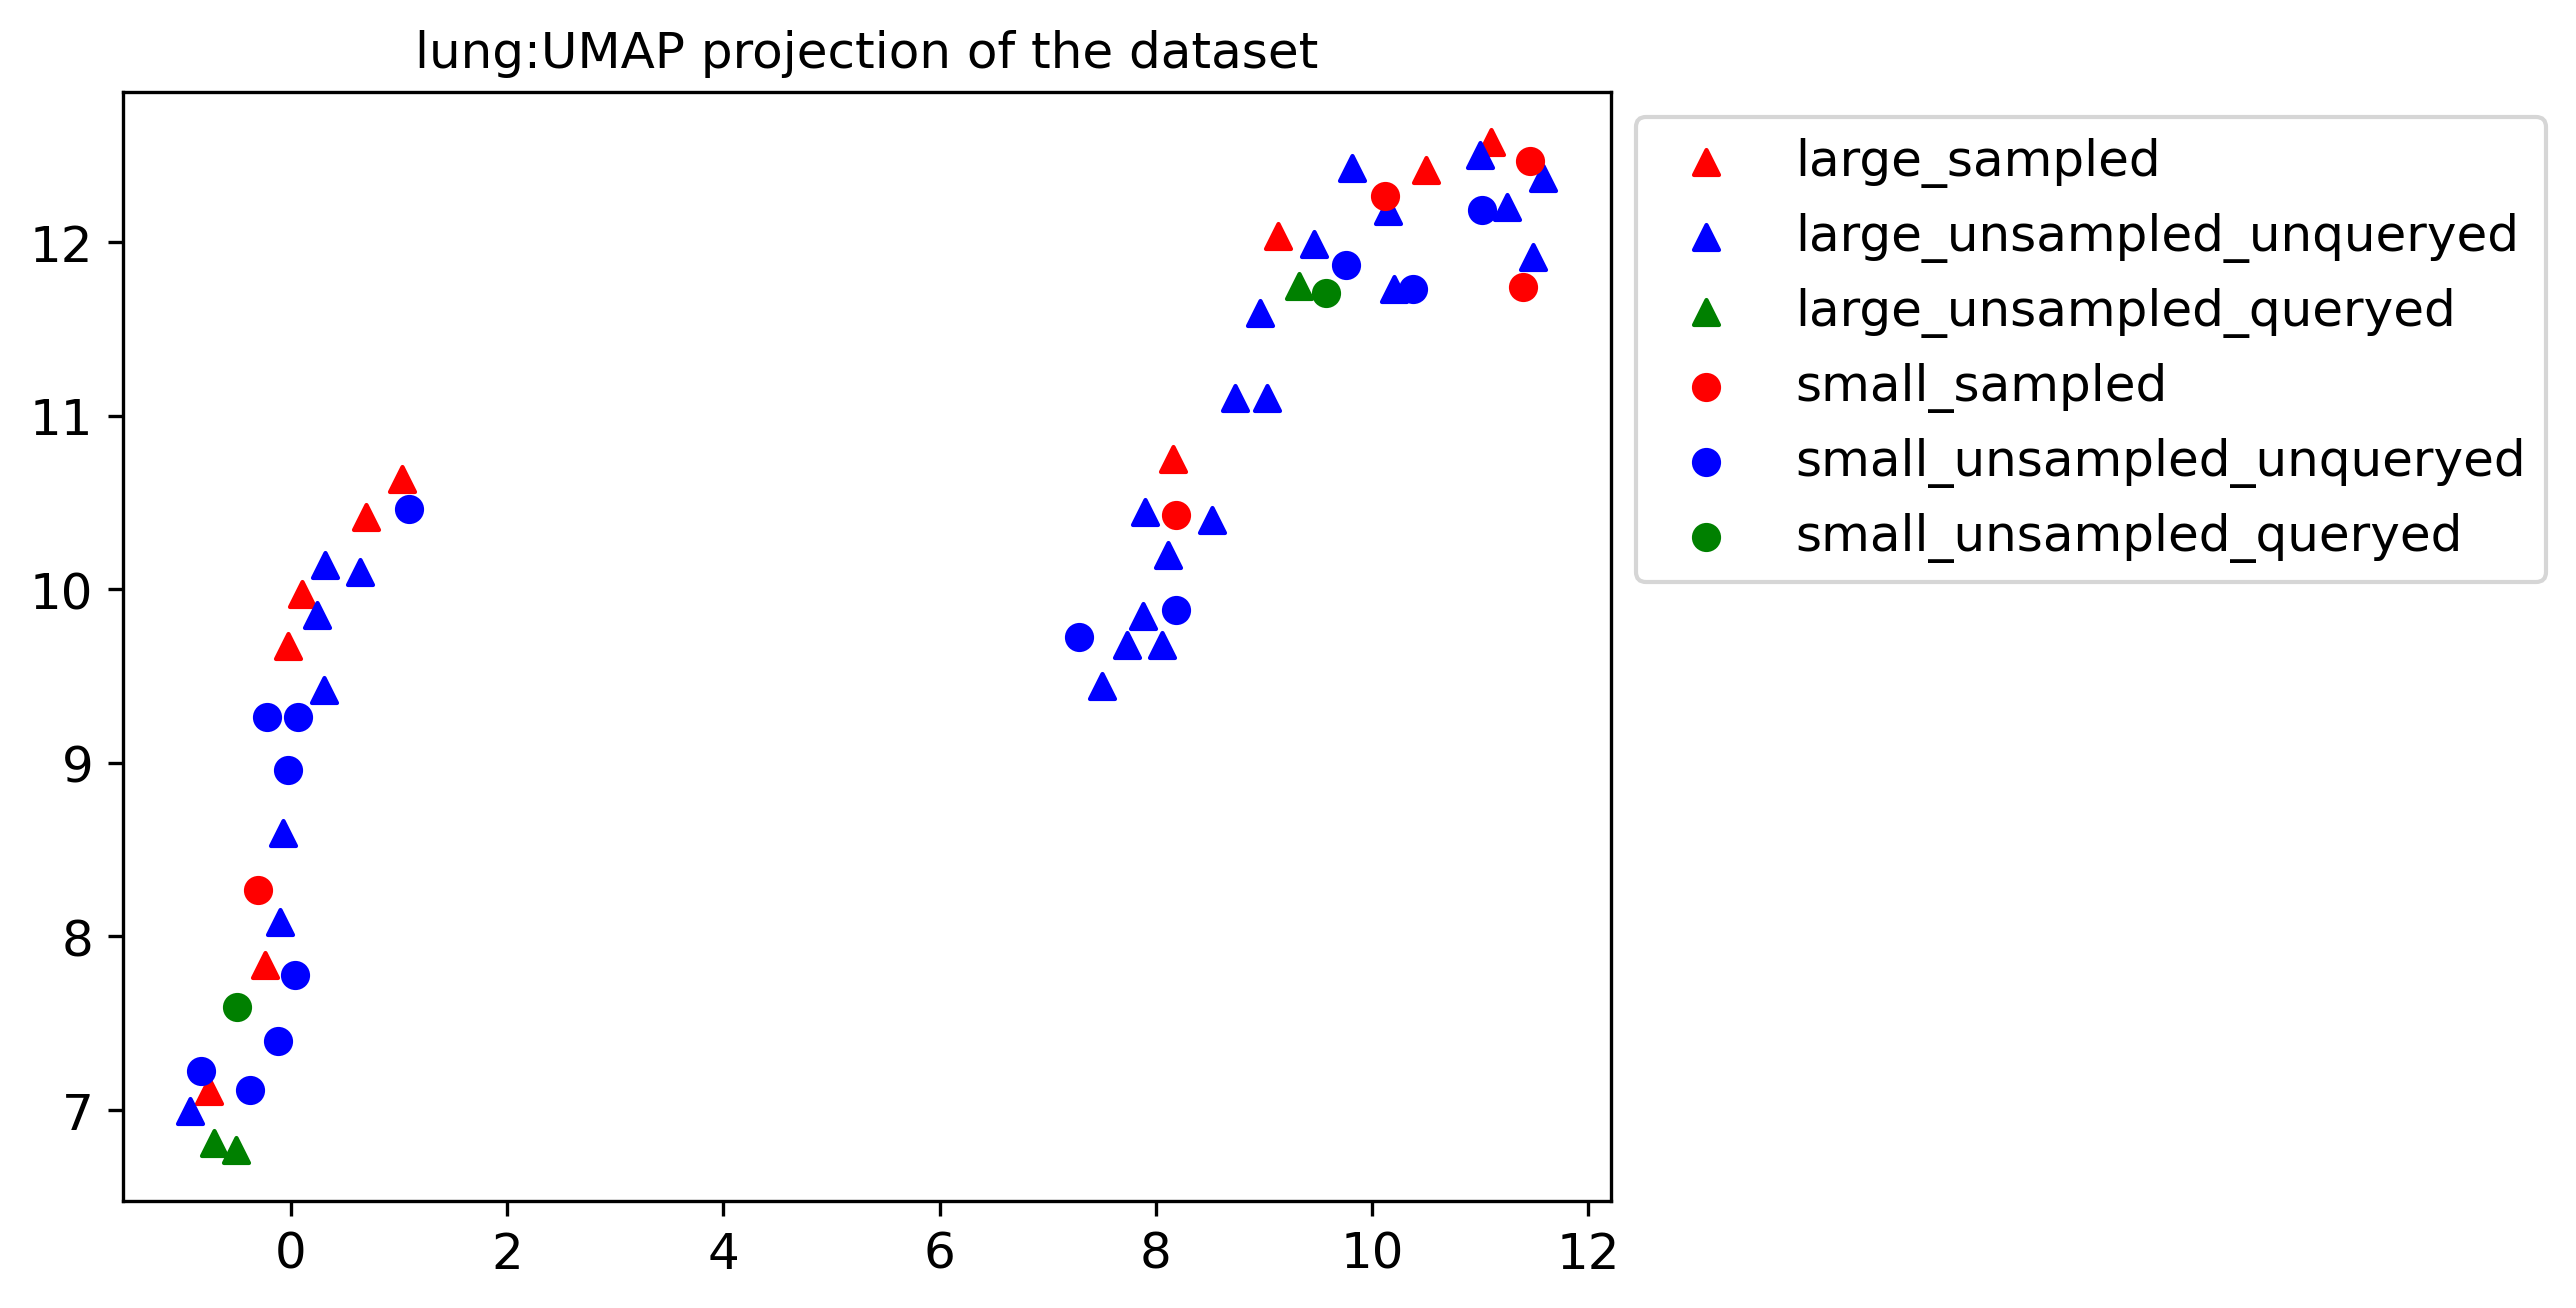 lung:UMAP projection of the dataset
12
11
10
9
8
7
0 2 4 6 8 10 12
large_sampled
large_unsampled_unqueryed
large_unsampled_queryed
small_sampled
small_unsampled_unqueryed
small_unsampled_queryed